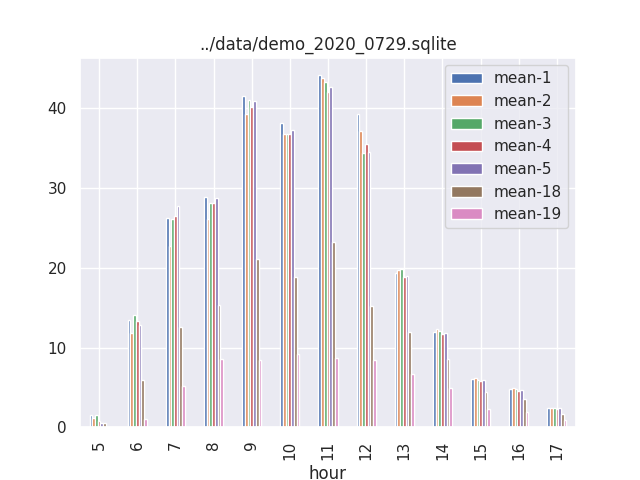 ../data/demo_2020_0729.sqlite
mean-1
mean-2
mean-3
mean-4
mean-5
mean-18
mean-19
40
30
20
10
0
5 6 7 8 9 10 11 12 13 14 15 16 17
hour